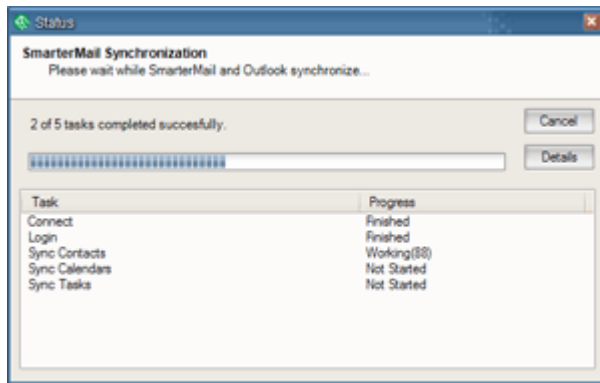 Status
SmarterMail Synchronization
Please wait while SmarterMail and Outlook synchronize...
2 of 5 tasks completed succesfully.
Cancel
Details
Task Progress
Connect Finished
Login Finished
Sync Contacts Working(88)
Sync Calendars Not Started
Sync Tasks Not Started